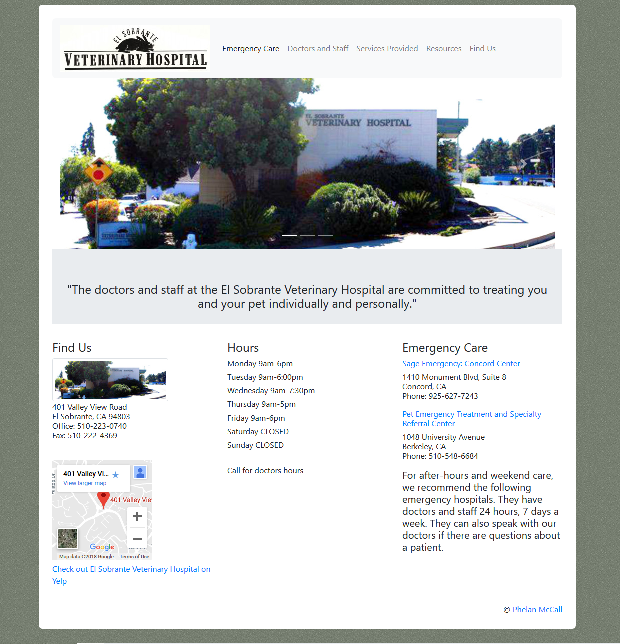 EL SOBRANTE
VETERINARY HOSPITAL
Emergency Care Doctors and Staff Services Provided Resources Find Us
EL SOBRANTE
VETERINARY HOSPITAL
"The doctors and staff at the El Sobrante Veterinary Hospital are committed to treating you
and your pet individually and personally."
Find Us
401 Valley View Road
El Sobrante, CA 94803
Office: 510-223-0740
Fax: 510-222-4369
401 Valley Vi...
View larger map
401 Valley View
Google
Map data ©2018 Google Terms of Use
Check out El Sobrante Veterinary Hospital on
Yelp
Hours
Monday 9am-6pm
Tuesday 9am-6:00pm
Wednesday 9am-7:30pm
Thursday 9am-5pm
Friday 9am-6pm
Saturday CLOSED
Sunday CLOSED
Call for doctors hours
Emergency Care
Sage Emergency: Concord Center
1410 Monument Blvd, Suite 8
Concord, CA
Phone: 925-627-7243
Pet Emergency Treatment and Specialty
Referral Center
1048 University Avenue
Berkeley, CA
Phone: 510-548-6684
For after-hours and weekend care,
we recommend the following
emergency hospitals. They have
doctors and staff 24 hours, 7 days a
week. They can also speak with our
doctors if there are questions about
a patient.
© Phelan McCall